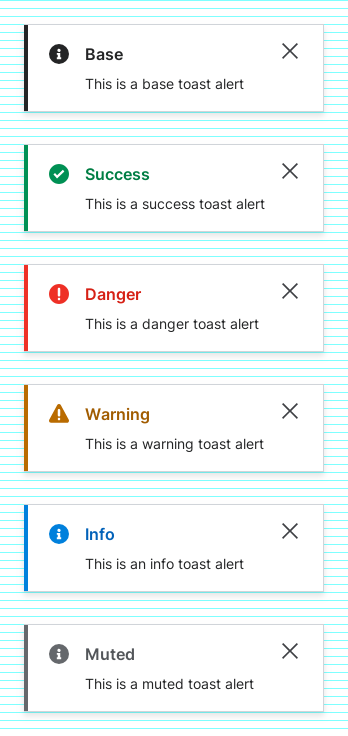 Base
This is a base toast alert
Success
This is a success toast alert
Danger
This is a danger toast alert
Warning
This is a warning toast alert
Info
This is an info toast alert
Muted
This is a muted toast alert